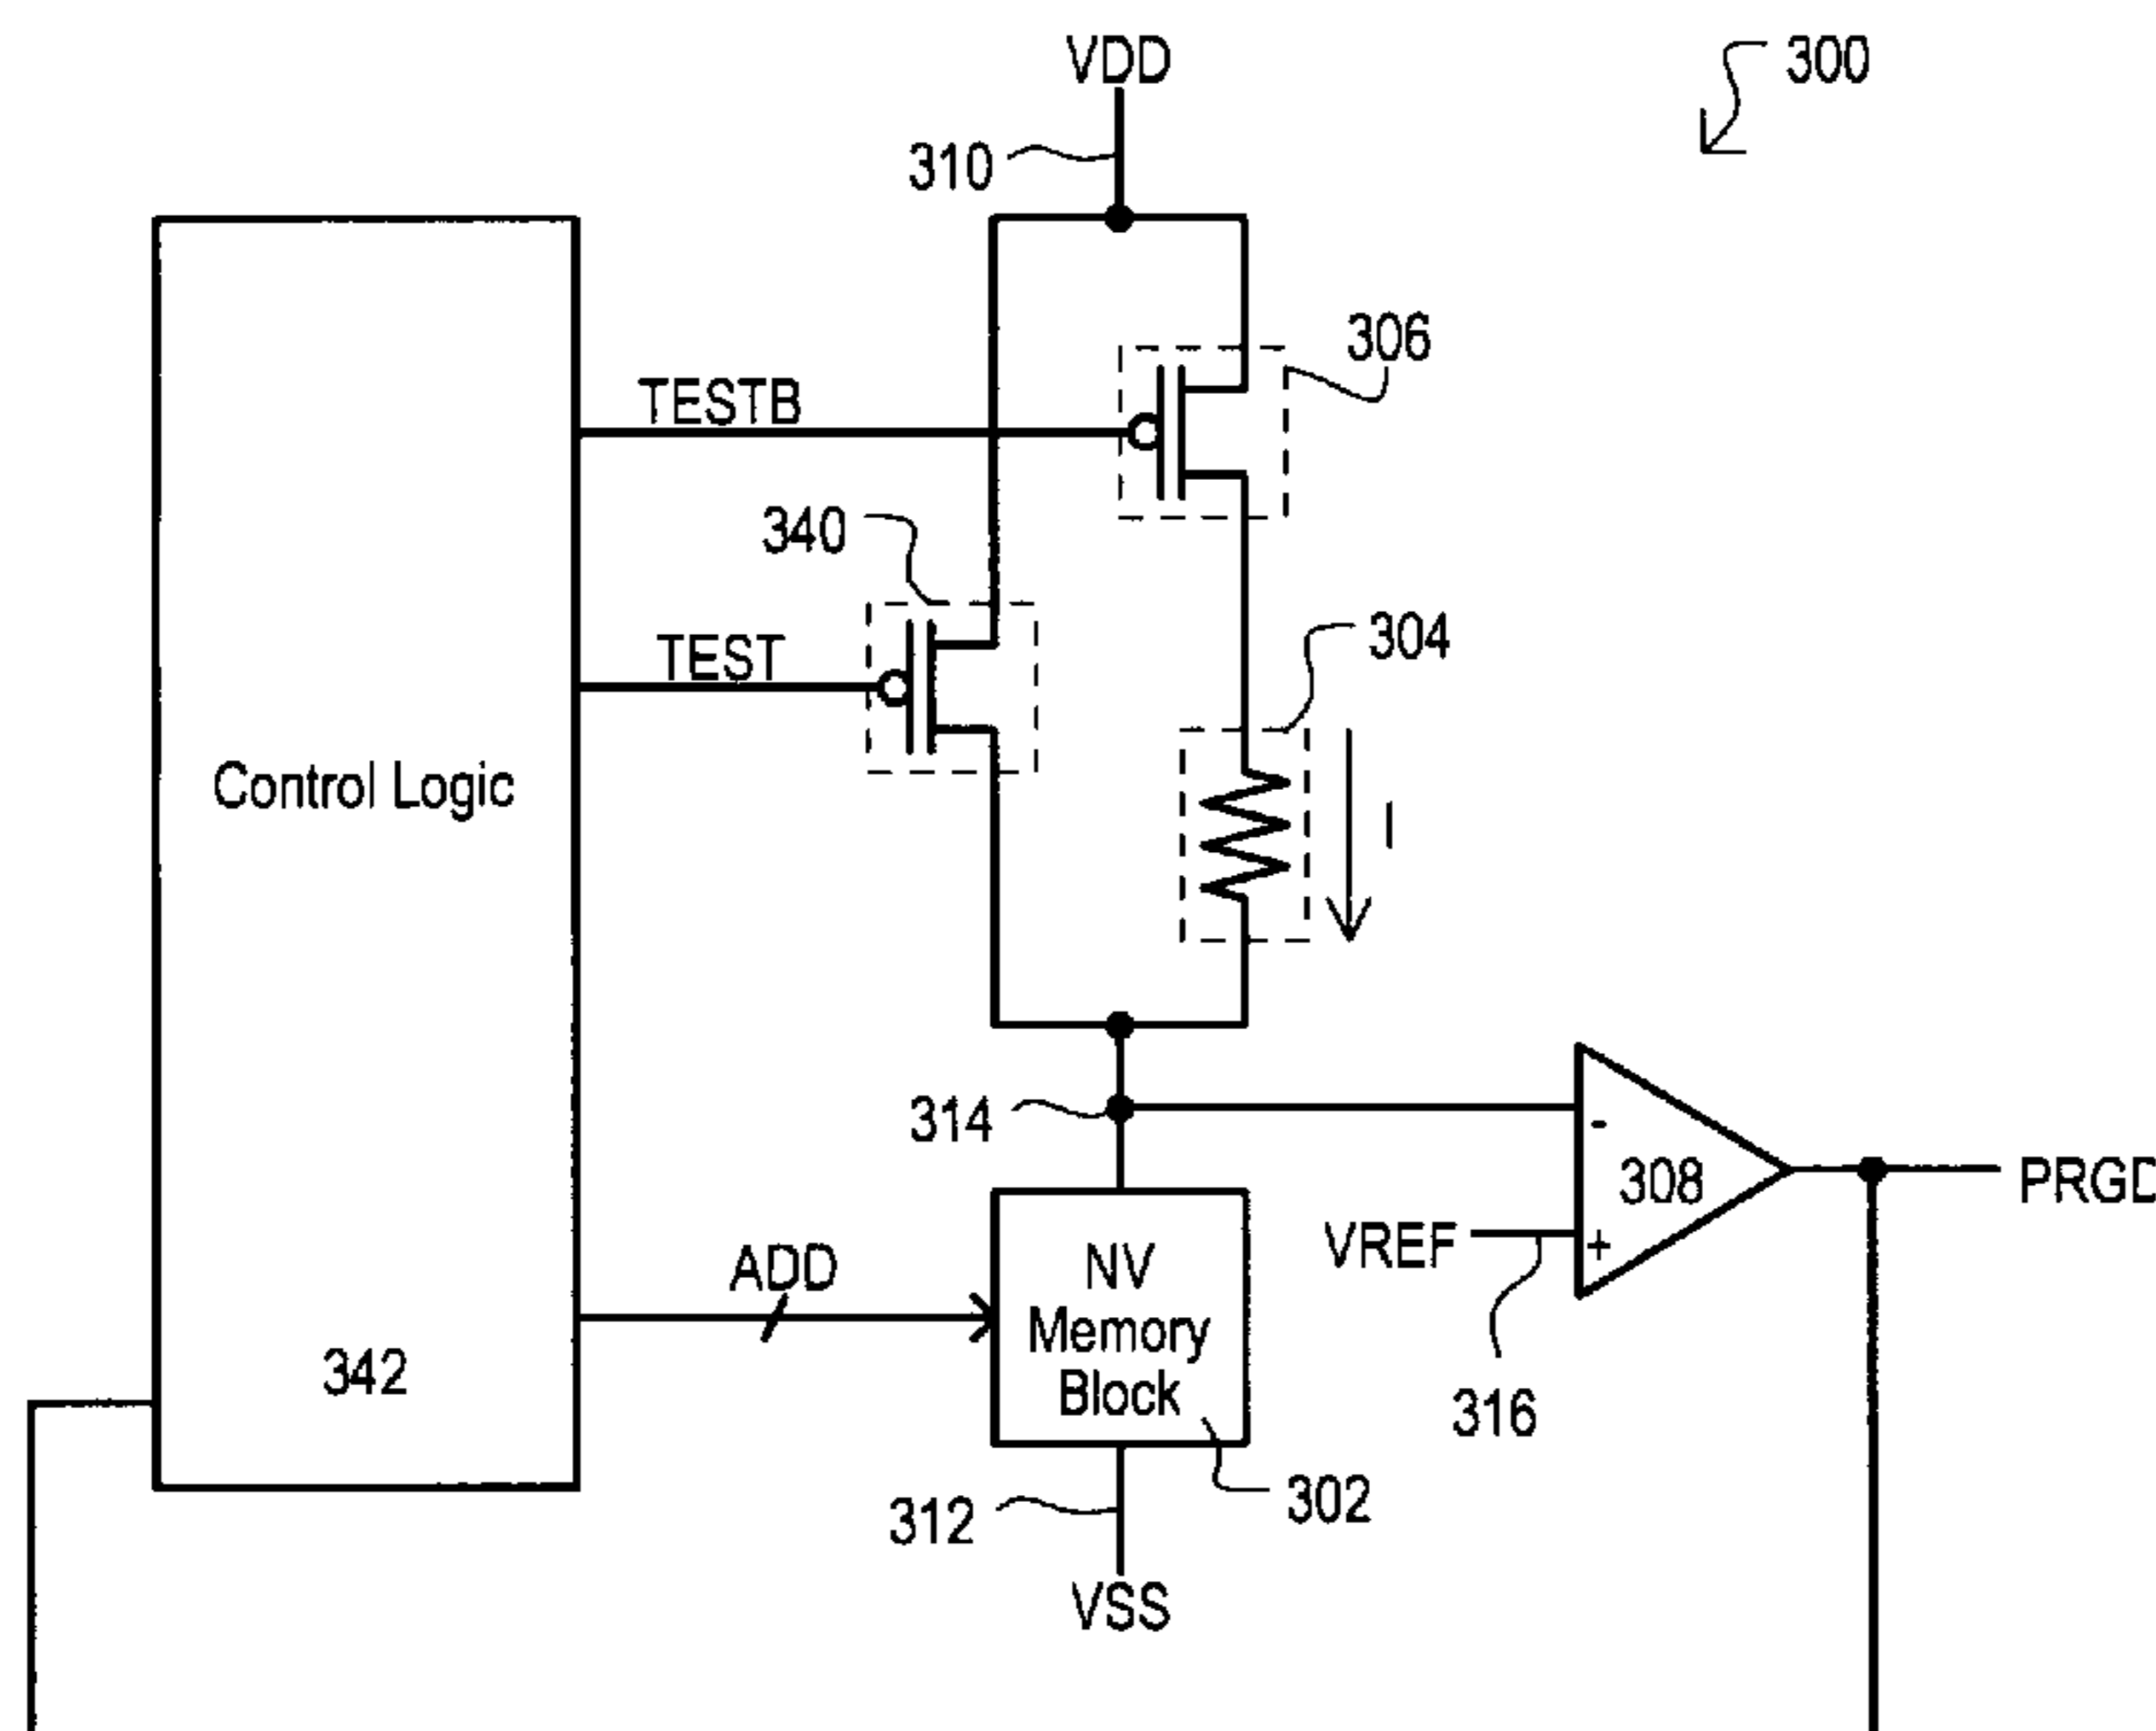 VDD
300
310
306
TESTB
340
304
TEST
Control Logic
I
314
-
308
PRGD
VREF
+
ADD
NV
Memory
Block
342
316
302
312
VSS